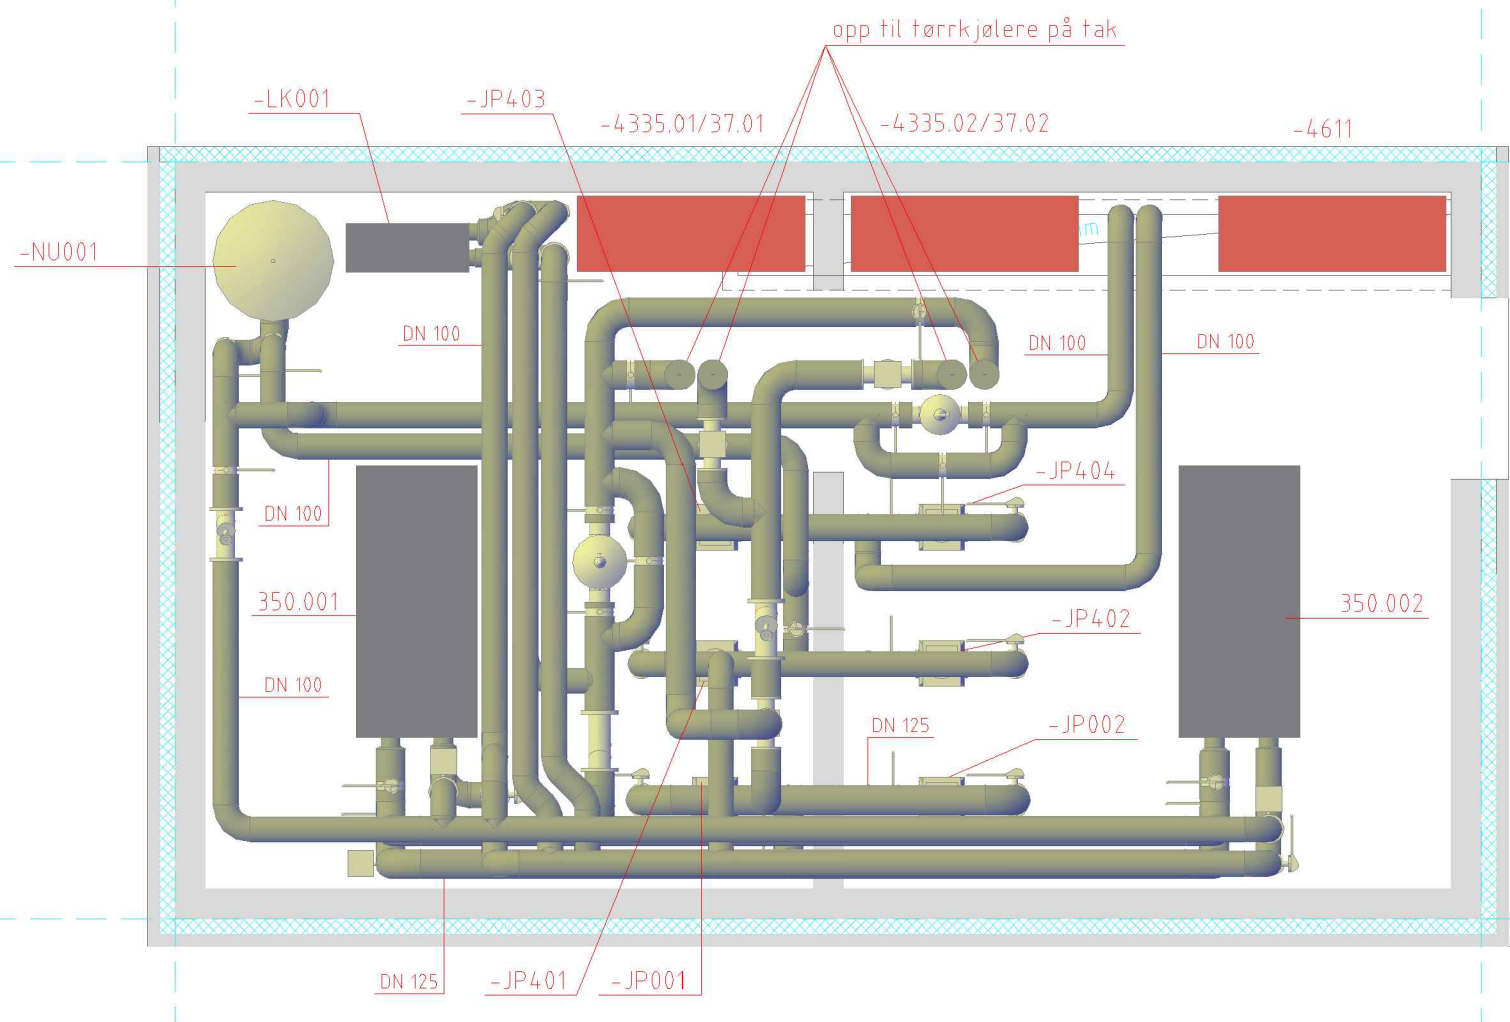 opp til tørrkjølere på tak
-LK001
-JP403
-4335.01/37.01
-4335.02/37.02
-4611
-NU001
DN 100
DN 100
DN 100
-JP404
DN 100
350.001
350.002
-JP402
DN 100
DN 125
-JP002
DN 125
-JP401
-JP001